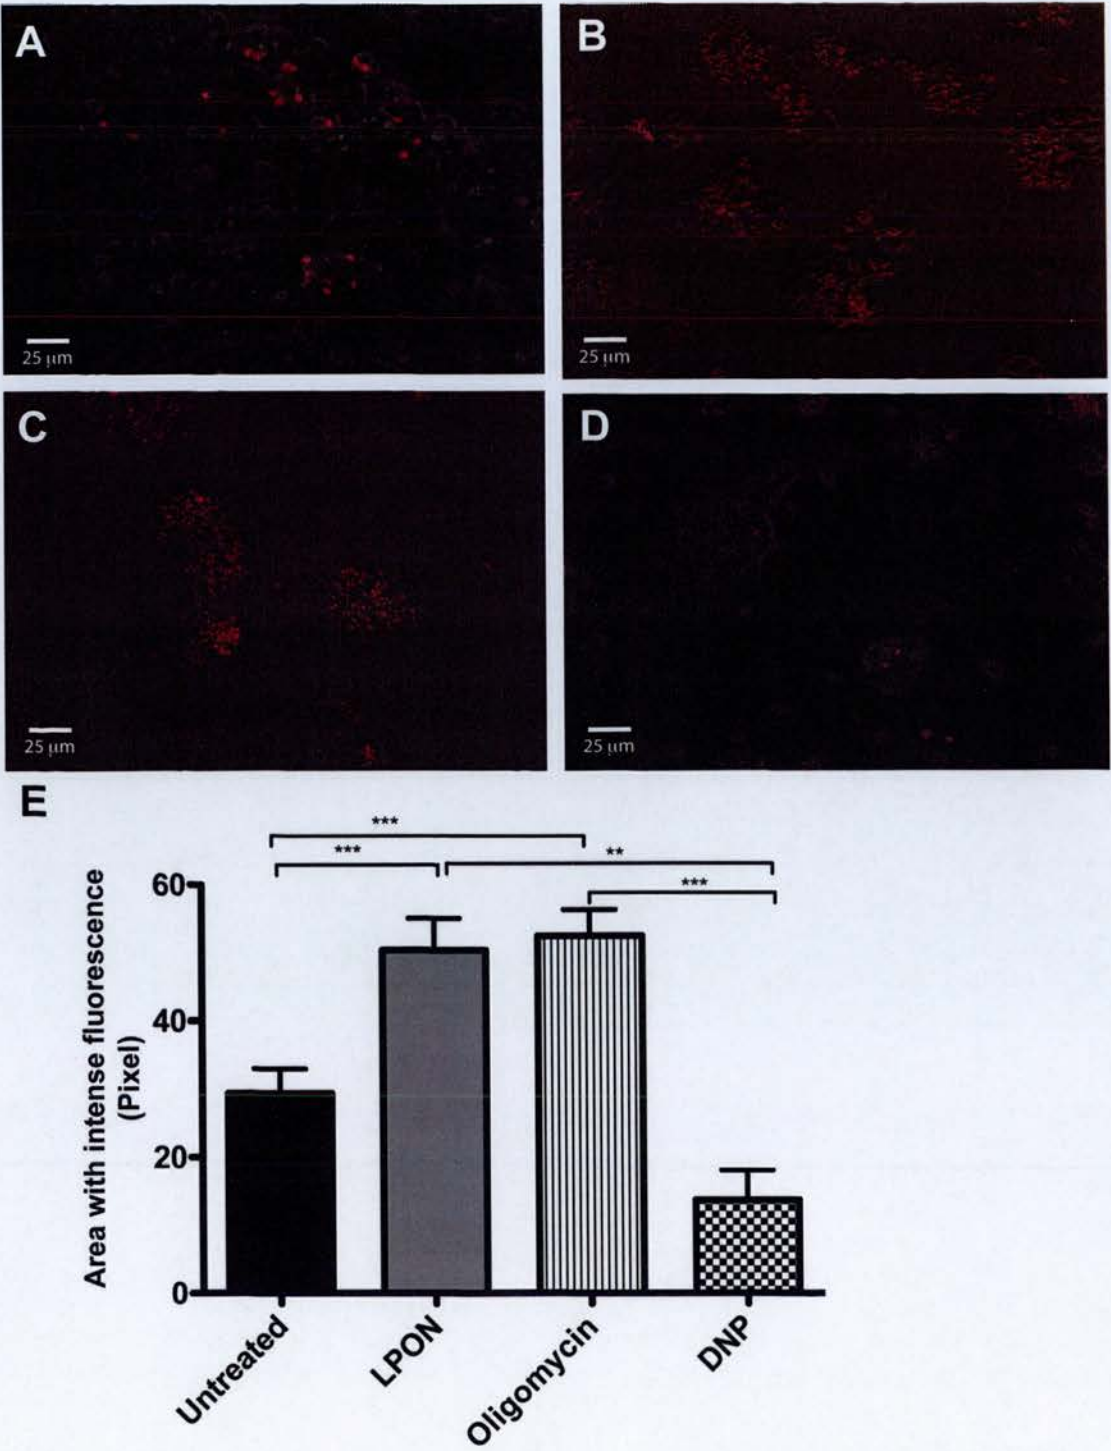 A
B
25 µm
25 µm
C
D
25 µm
25 µm
E
***
***
**
***
Area with intense fluorescence
(Pixel)
60
40
20
0
Untreated
LPON
Oligomycin
DNP